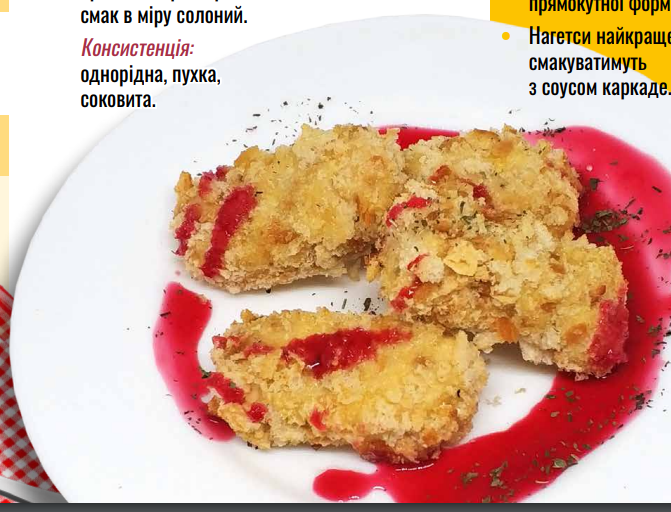 смак в міру солоний.
Консистенція:
однорідна, пухка,
соковита.
прямокутної форм
Нагетси найкраще
смакуватимуть
з соусом каркаде.